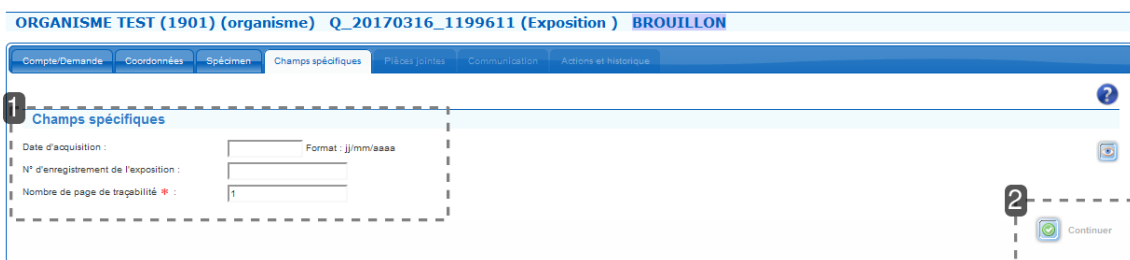 ORGANISME TEST (1901) (organisme) Q_20170316_1199611 (Exposition ) BROUILLON
Compte/Demande Coordonnées Spécimen Champs spécifiques Pièces jointes Communication Actions et historique
?
1
Champs spécifiques
Date d'acquisition : Format : jj/mm/aaaa
N° d'enregistrement de l'exposition :
Nombre de page de traçabilité * : 1
2
Continuer